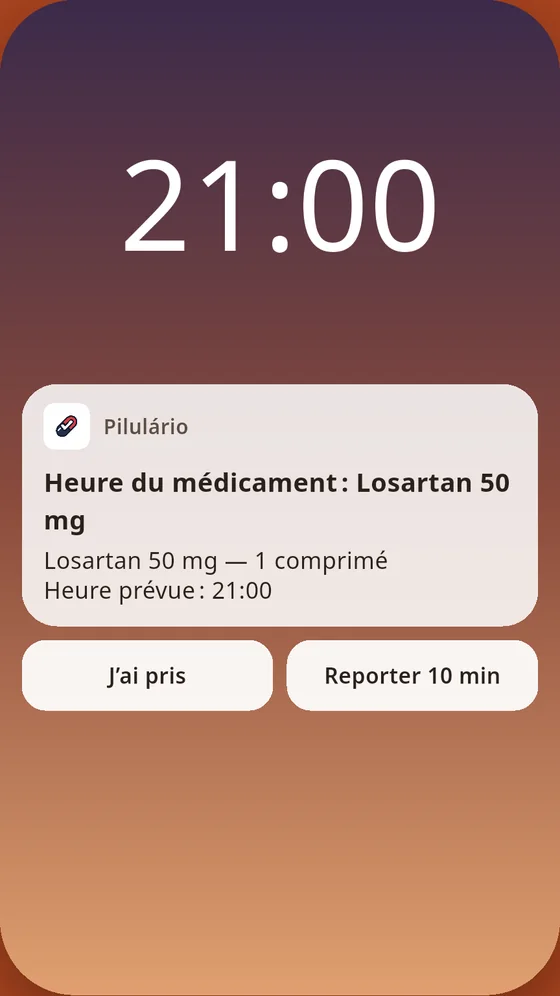 21:00
Pilulário
Heure du médicament : Losartan 50
mg
Losartan 50 mg — 1 comprimé
Heure prévue : 21:00
J’ai pris
Reporter 10 min